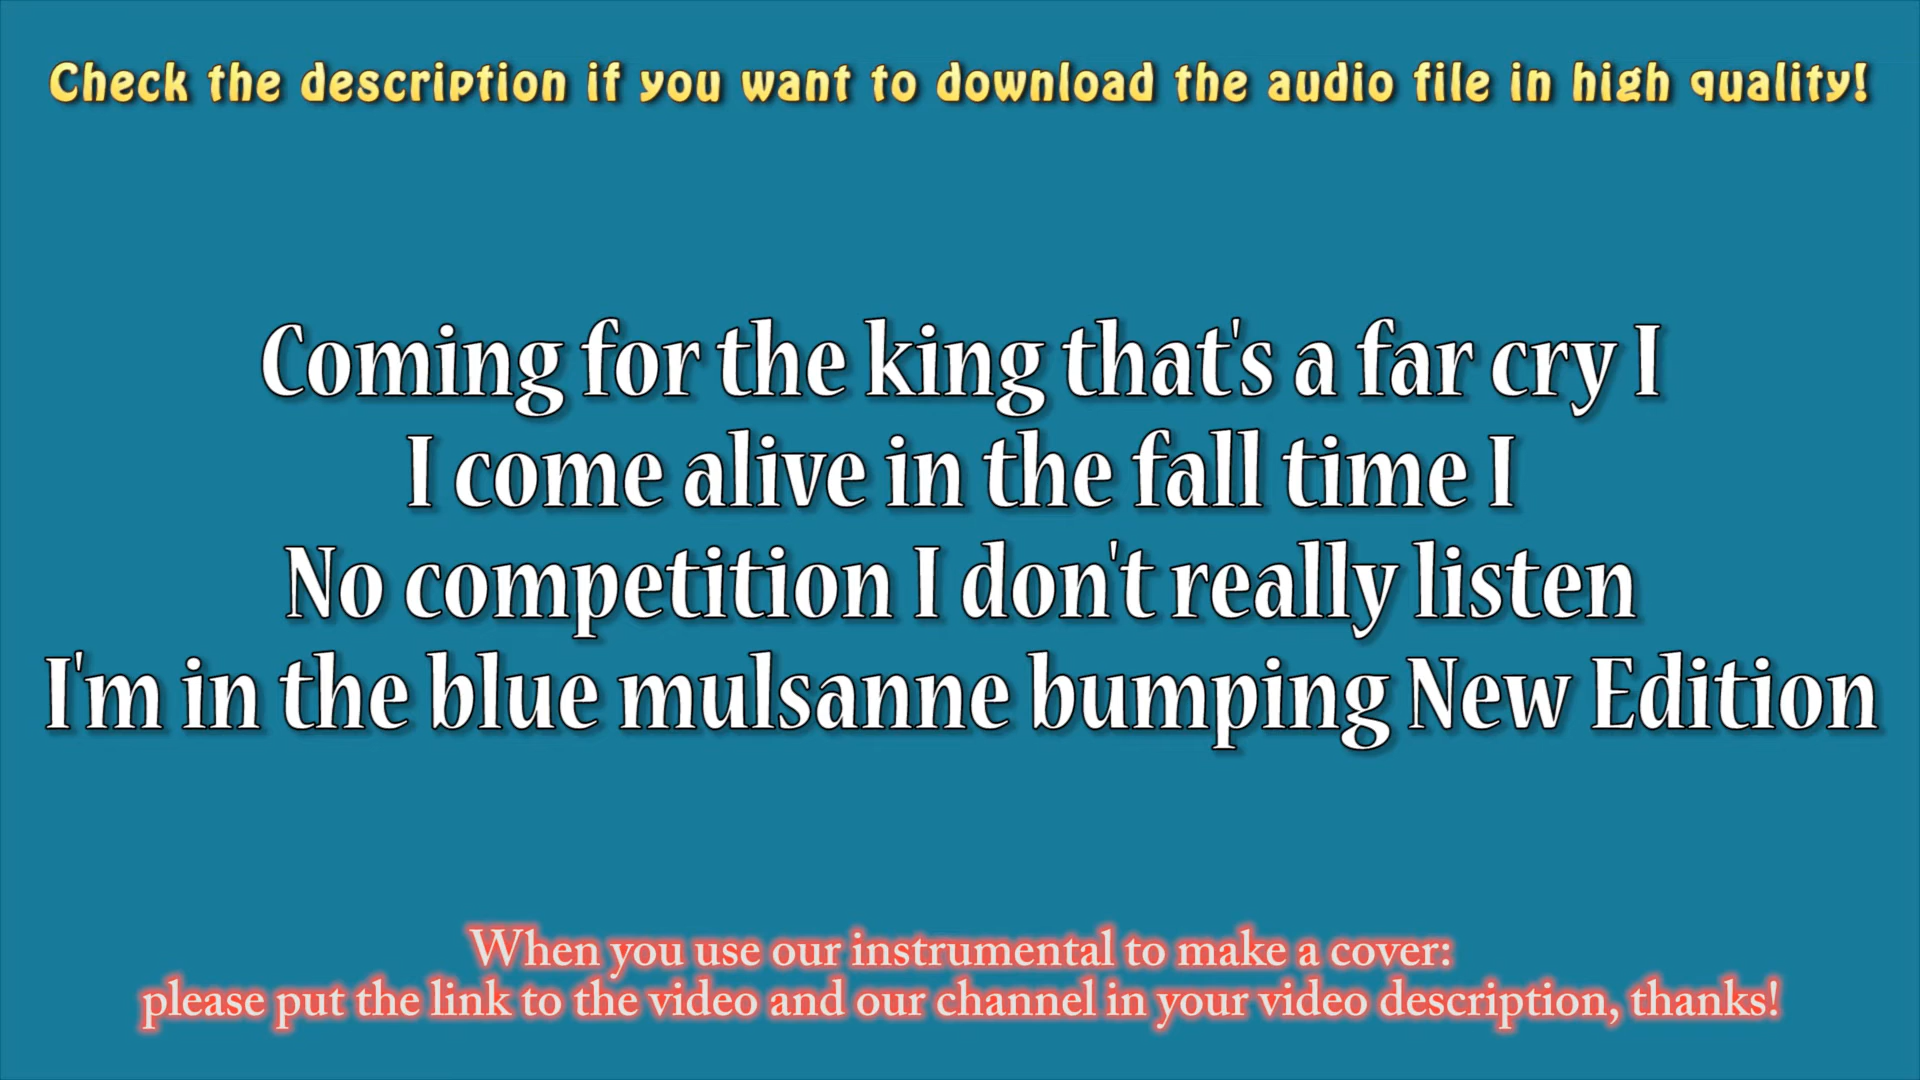 Check the description if you want to download the audio file in high quality!
Coming for the king that's a far cry I
I come alive in the fall time I
No competition I don't really listen
I'm in the blue mulsanne bumping New Edition
When you use our instrumental to make a cover:
please put the link to the video and our channel in your video description, thanks!